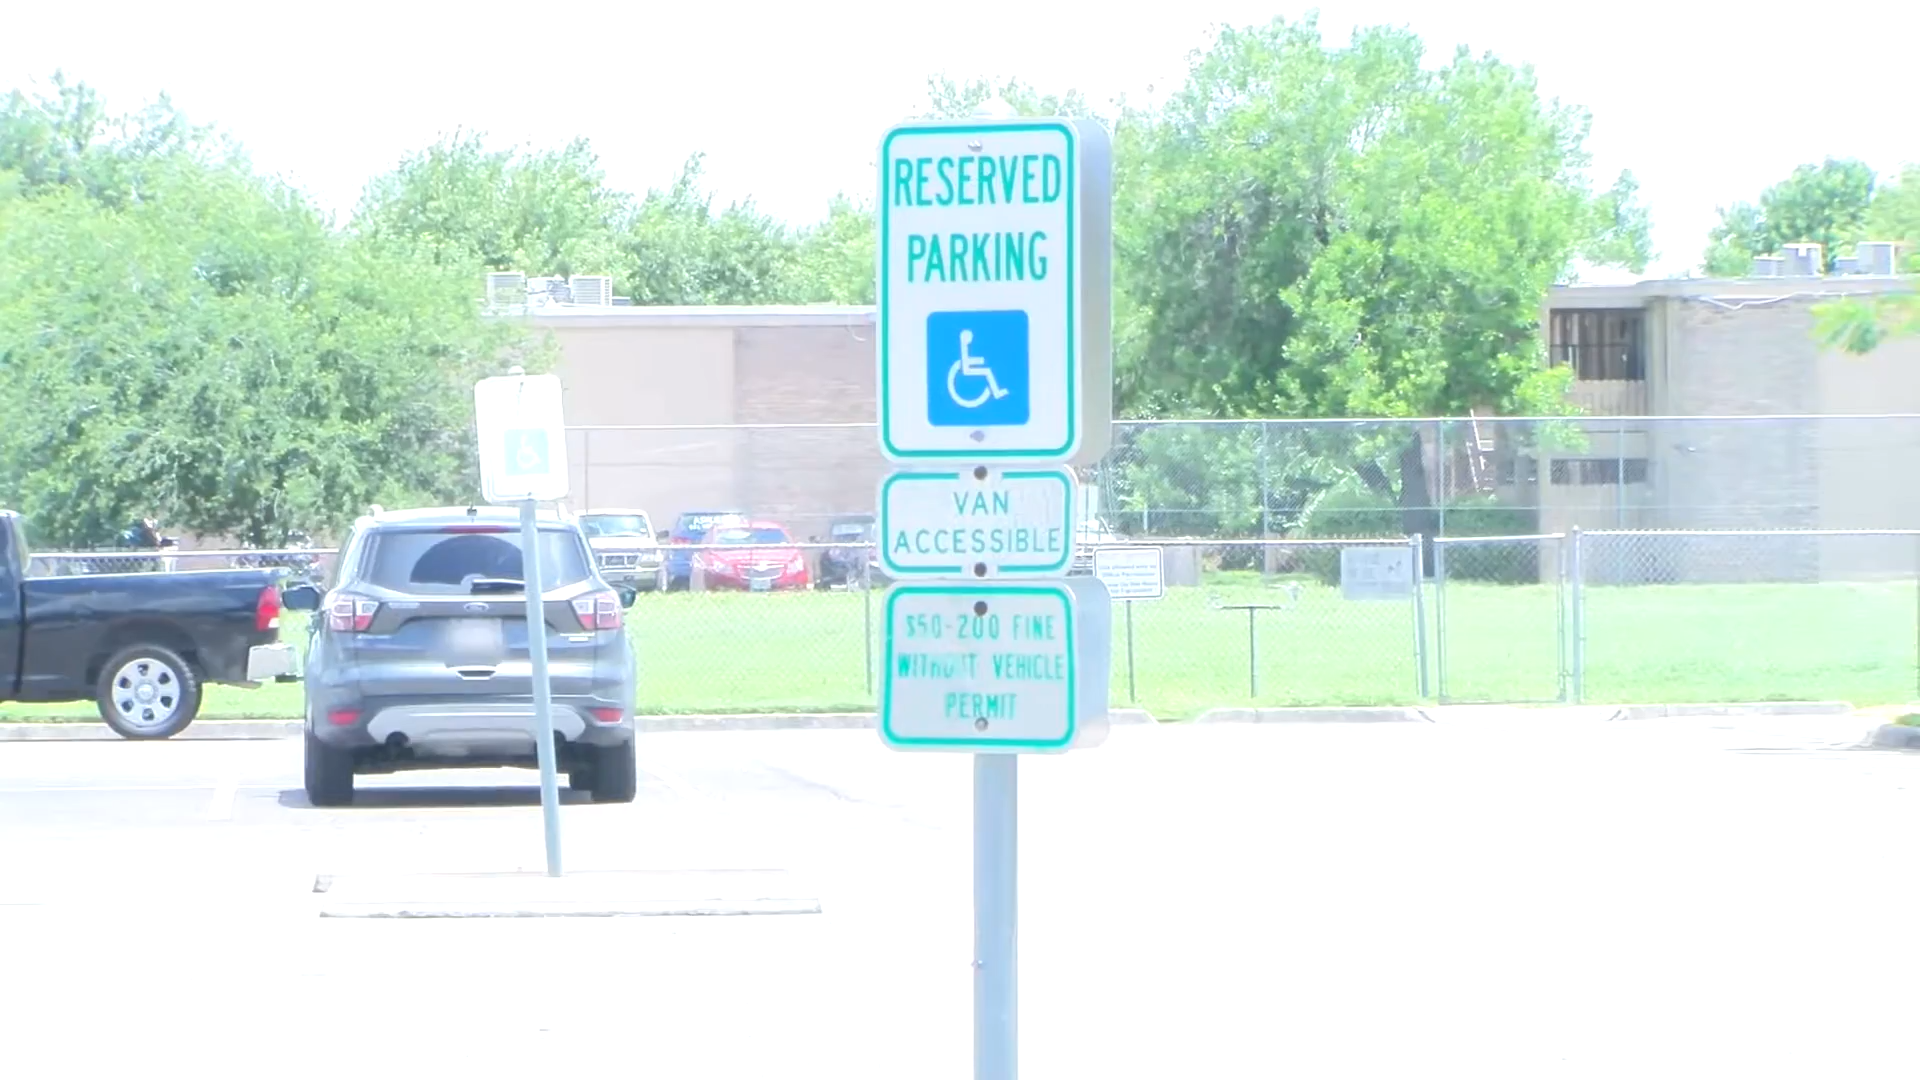 RESERVED
PARKING
VAN
ACCESSIBLE
$50-200 FINE
WITHOUT VEHICLE
PERMIT